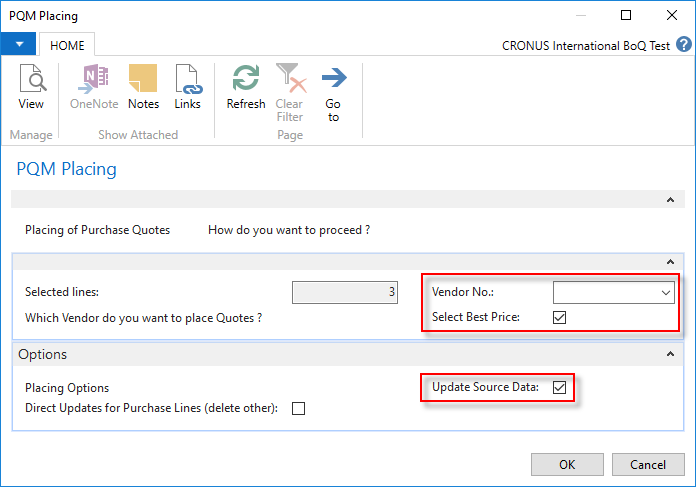 PQM Placing
HOME
CRONUS International BoQ Test
View
OneNote
Notes
Links
Refresh
Clear Filter
Go to
Manage
Show Attached
Page
PQM Placing
Placing of Purchase Quotes How do you want to proceed ?
Selected lines: 3 Vendor No.:
Which Vendor do you want to place Quotes ? Select Best Price:
Options
Placing Options Update Source Data:
Direct Updates for Purchase Lines (delete other):
OK Cancel